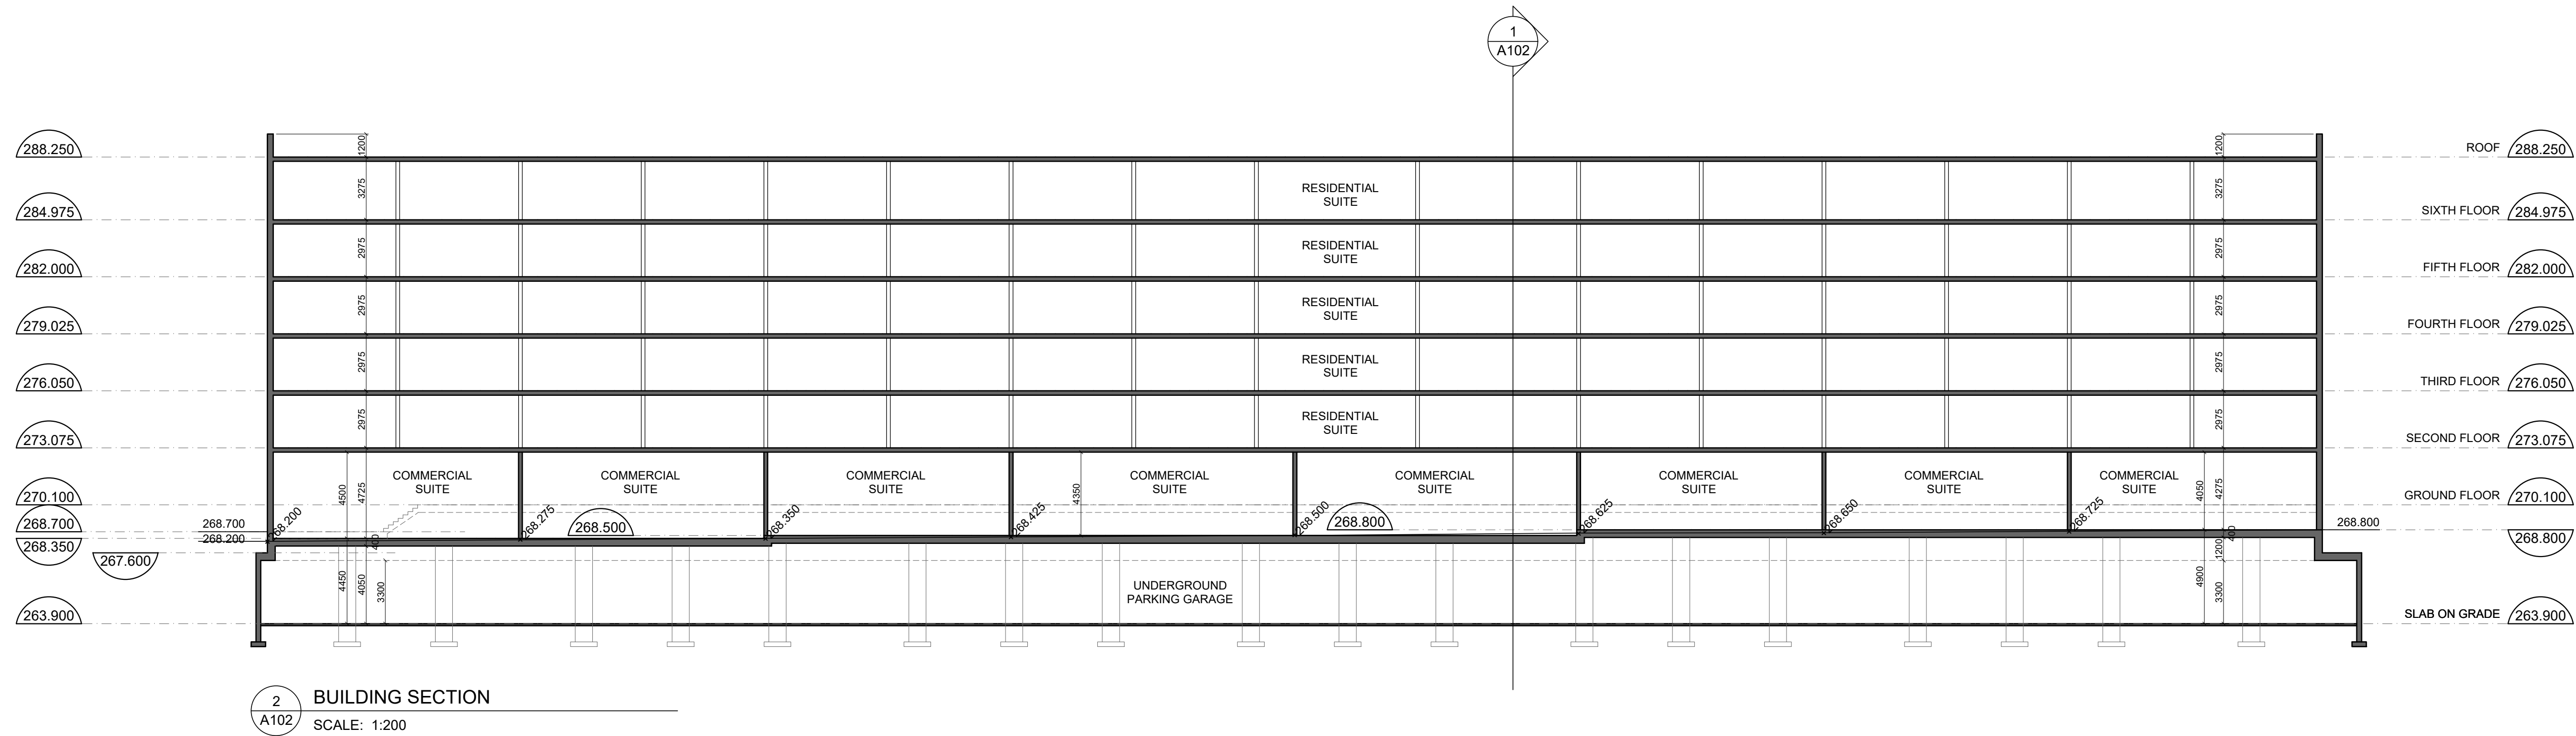 1
A102
1200
1200
288.250
ROOF
288.250
3275
RESIDENTIAL
SUITE
3275
284.975
SIXTH FLOOR
284.975
2975
RESIDENTIAL
SUITE
2975
282.000
FIFTH FLOOR
282.000
2975
RESIDENTIAL
SUITE
2975
279.025
FOURTH FLOOR
279.025
2975
RESIDENTIAL
SUITE
2975
276.050
THIRD FLOOR
276.050
2975
RESIDENTIAL
SUITE
2975
273.075
SECOND FLOOR
273.075
COMMERCIAL
SUITE
COMMERCIAL
SUITE
COMMERCIAL
SUITE
COMMERCIAL
SUITE
COMMERCIAL
SUITE
COMMERCIAL
SUITE
COMMERCIAL
SUITE
COMMERCIAL
SUITE
4500
4725
4350
4050
4275
270.100
GROUND FLOOR
270.100
268.700
268.700
268.200
268.200
268.275
268.500
268.350
268.425
268.500
268.800
268.625
268.650
268.725
268.800
268.350
400
400
268.800
267.600
4450
4050
3300
UNDERGROUND
PARKING GARAGE
1200
4900
3300
263.900
SLAB ON GRADE
263.900
2
A102
BUILDING SECTION
SCALE: 1:200